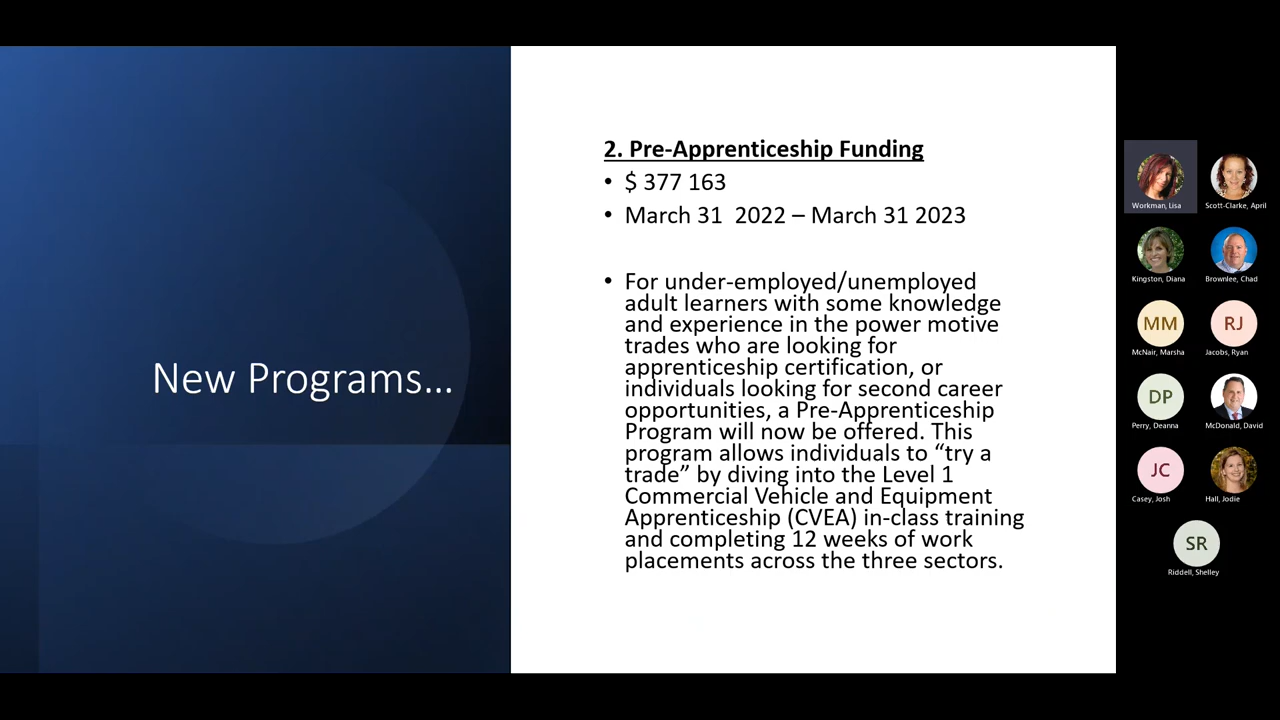 New Programs...
2. Pre-Apprenticeship Funding
• $ 377 163
• March 31 2022 – March 31 2023
• For under-employed/unemployed
adult learners with some knowledge
and experience in the power motive
trades who are looking for
apprenticeship certification, or
individuals looking for second career
opportunities, a Pre-Apprenticeship
Program will now be offered. This
program allows individuals to “try a
trade” by diving into the Level 1
Commercial Vehicle and Equipment
Apprenticeship (CVEA) in-class training
and completing 12 weeks of work
placements across the three sectors.
Workman, Lisa
Scott-Clarke, April
Kingston, Diana
Brownlee, Chad
MM
McNair, Marsha
RJ
Jacobs, Ryan
DP
Perry, Deanna
McDonald, David
JC
Casey, Josh
Hall, Jodie
SR
Riddell, Shelley